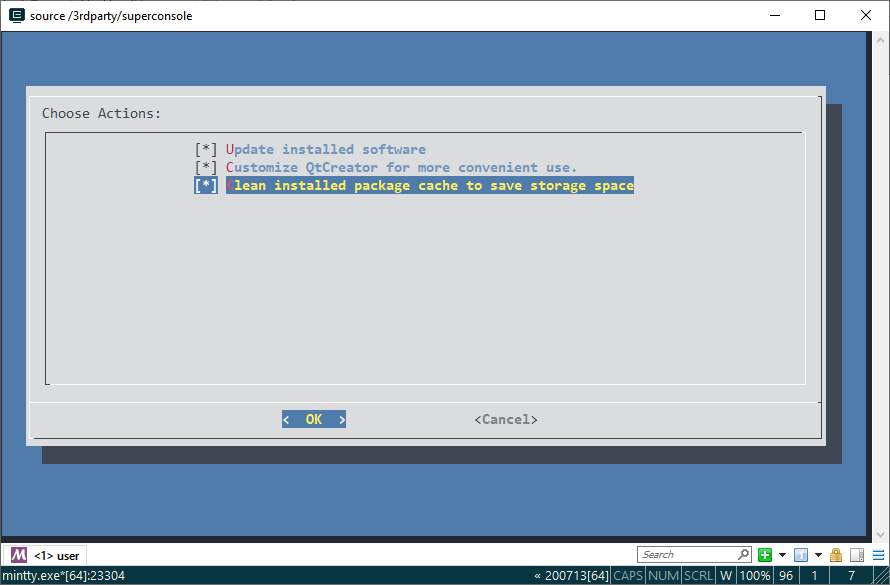 source /3rdparty/superconsole
Choose Actions:
[*] Update installed software
[*] Customize QtCreator for more convenient use.
[*] Clean installed package cache to save storage space
< OK > <Cancel>
<1> user Search
mintty.exe*[64]:23304 « 200713[64] CAPS NUM SCRL W 100% 96 1 7